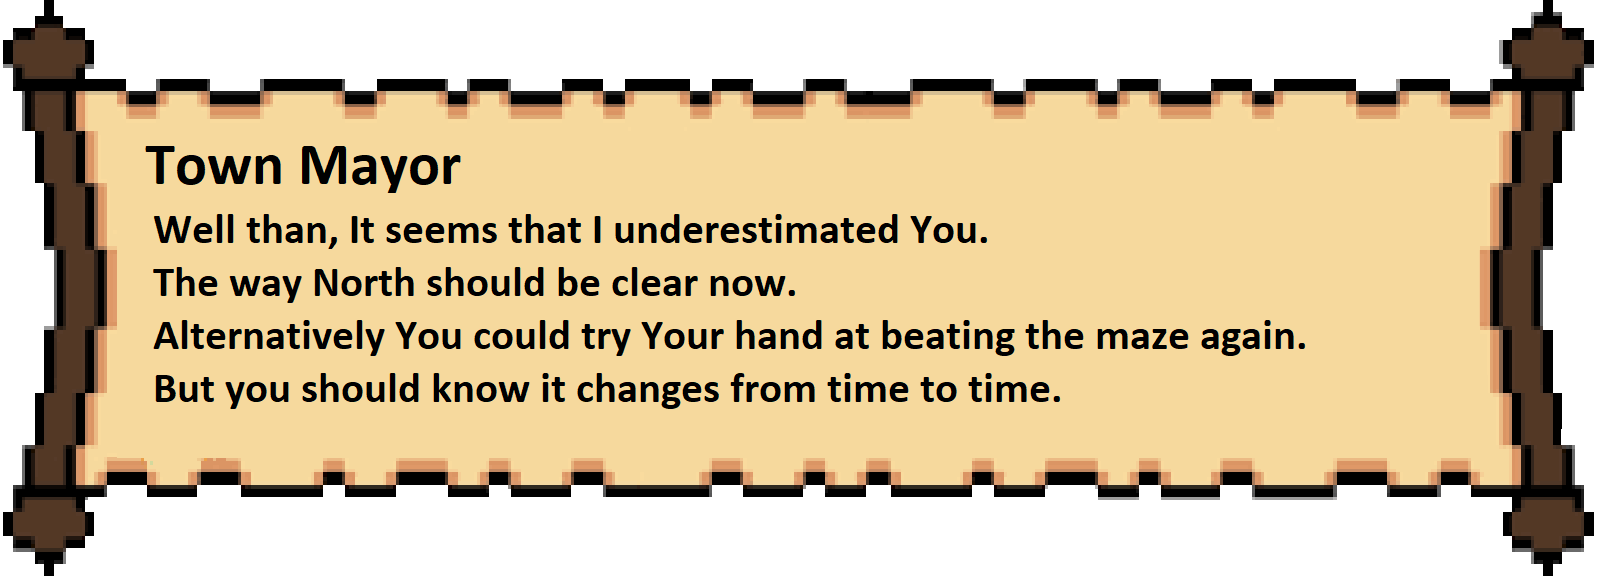 Town Mayor
Well than, It seems that I underestimated You.
The way North should be clear now.
Alternatively You could try Your hand at beating the maze again.
But you should know it changes from time to time.